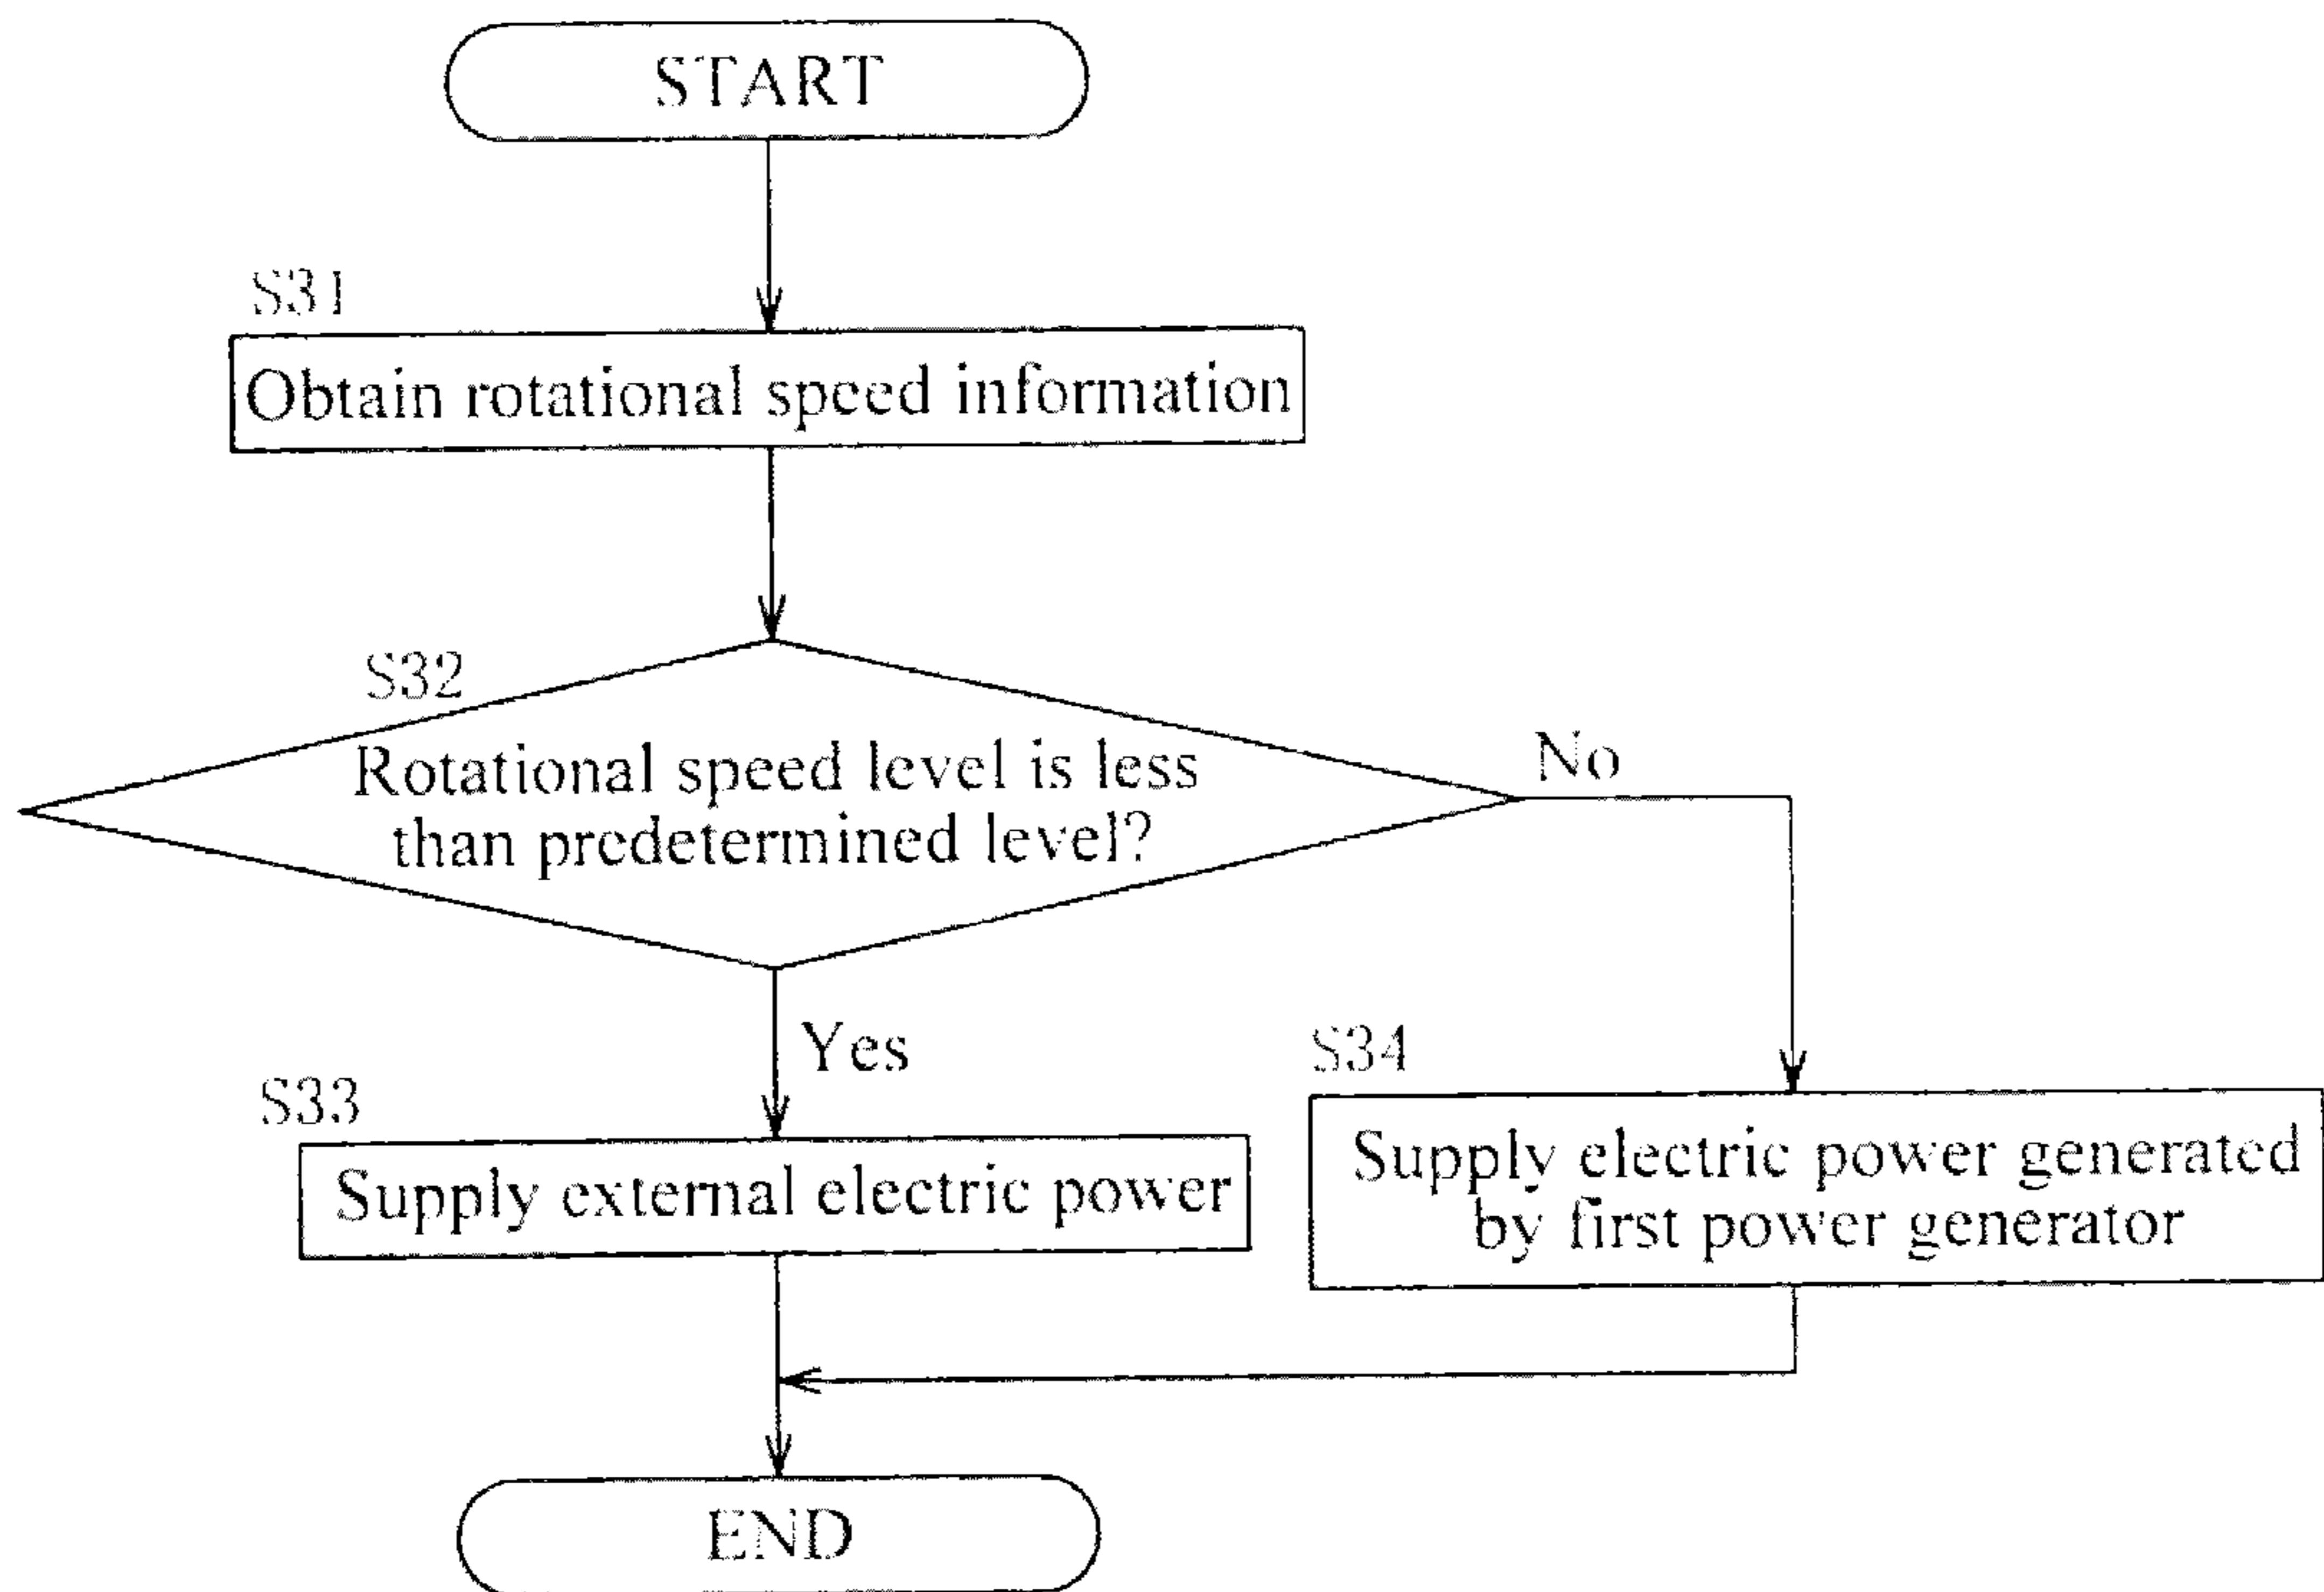 START
S31
Obtain rotational speed information
S32
Rotational speed level is less
than predetermined level?
No
Yes
S33
Supply external electric power
S34
Supply electric power generated
by first power generator
END